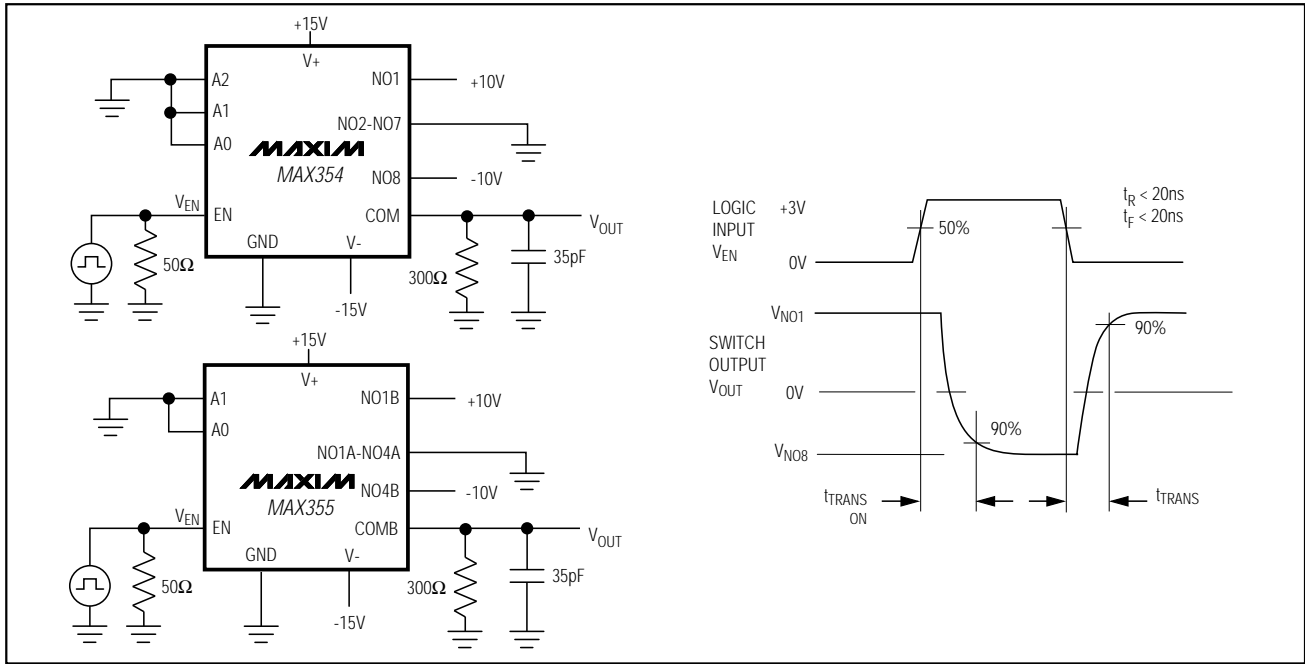 +15V
V+
A2
A1
A0
NO1
+10V
NO2-NO7
MAXIM
MAX354
NO8
-10V
VEN
EN
COM
VOUT
GND
V-
50Ω
300Ω
35pF
-15V
+15V
V+
A1
A0
NO1B
+10V
NO1A-NO4A
MAXIM
MAX355
NO4B
-10V
VEN
EN
COMB
VOUT
GND
V-
50Ω
300Ω
35pF
-15V
LOGIC
INPUT
VEN
+3V
50%
0V
tR < 20ns
tF < 20ns
VNO1
SWITCH
OUTPUT
VOUT
0V
90%
90%
VNO8
tTRANS
ON
tTRANS